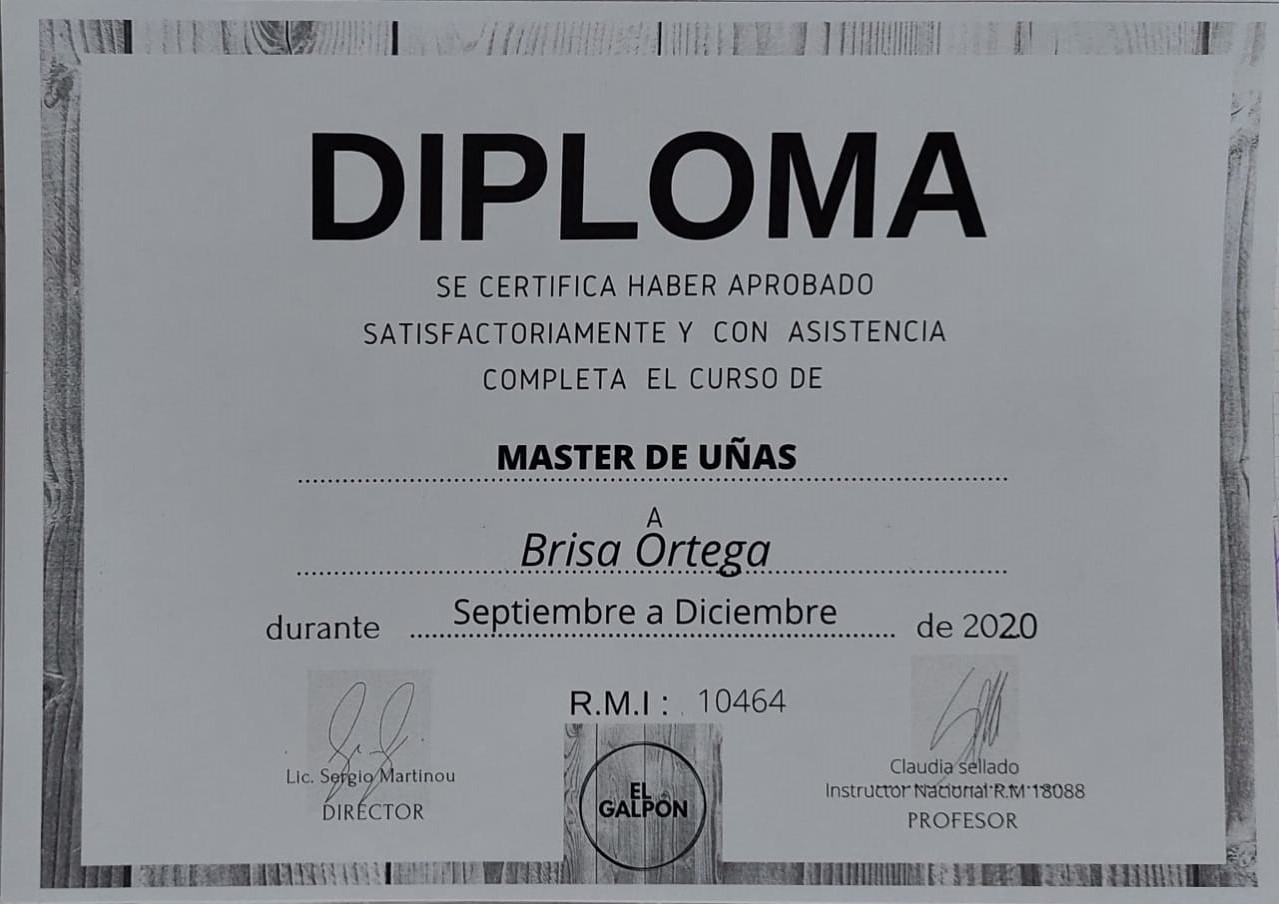 DIPLOMA
SE CERTIFICA HABER APROBADO
SATISFACTORIAMENTE Y CON ASISTENCIA
COMPLETA EL CURSO DE
MASTER DE UÑAS
A
Brisa Ortega
durante Septiembre a Diciembre de 2020
R.M.I : 10464
Lic. Sergio Martinou
DIRECTOR
EL
GALPÓN
Claudia sellado
Instructor Nacional R.M 18088
PROFESOR